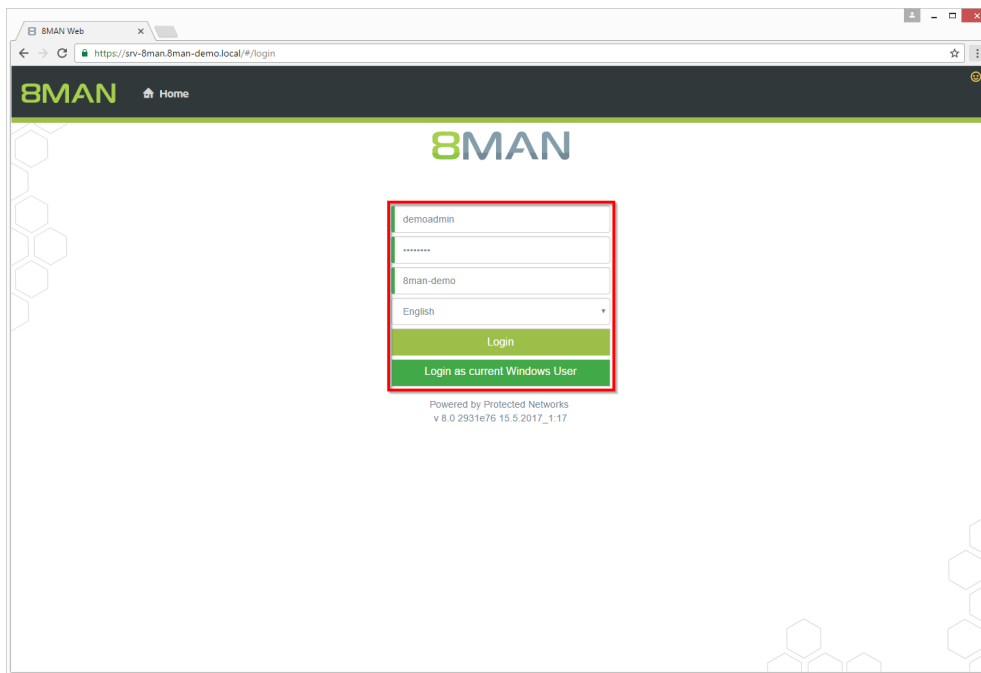 8MAN Web
https://srv-8man.8man-demo.local/#/login
8MAN
Home
8MAN
demoadmin
••••••••
8man-demo
English
Login
Login as current Windows User
Powered by Protected Networks
v 8.0 2931e76 15.5.2017_1:17